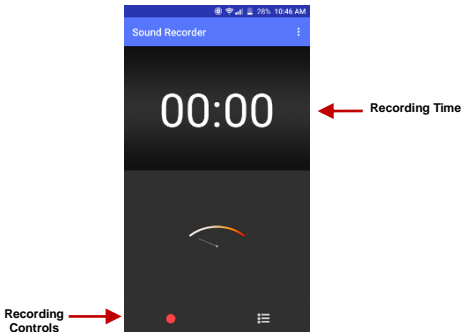 28% 10:46 AM
Sound Recorder
00:00
Recording Time
Recording
Controls